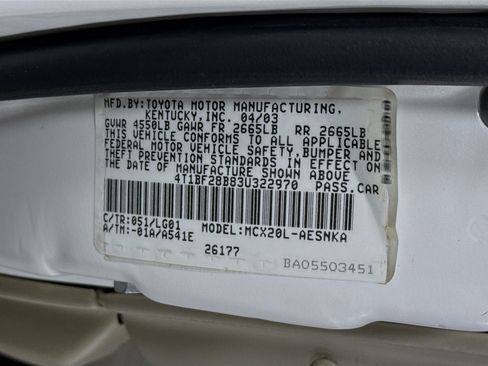 MFD.BY:TOYOTA MOTOR MANUFACTURING,
KENTUCKY,INC. 04/03
GVWR 4550LB GAWR FR 2665LB RR 2665LB
THIS VEHICLE CONFORMS TO ALL APPLICABLE
FEDERAL MOTOR VEHICLE SAFETY,BUMPER,AND
THEFT PREVENTION STANDARDS IN EFFECT ON
THE DATE OF MANUFACTURE SHOWN ABOVE
4T1BF28B83U322970 PASS.CAR
C/TR:051/LG01 MODEL:MCX20L-AESNKA
A/TM:-01A/A541E
26177
BA05503451